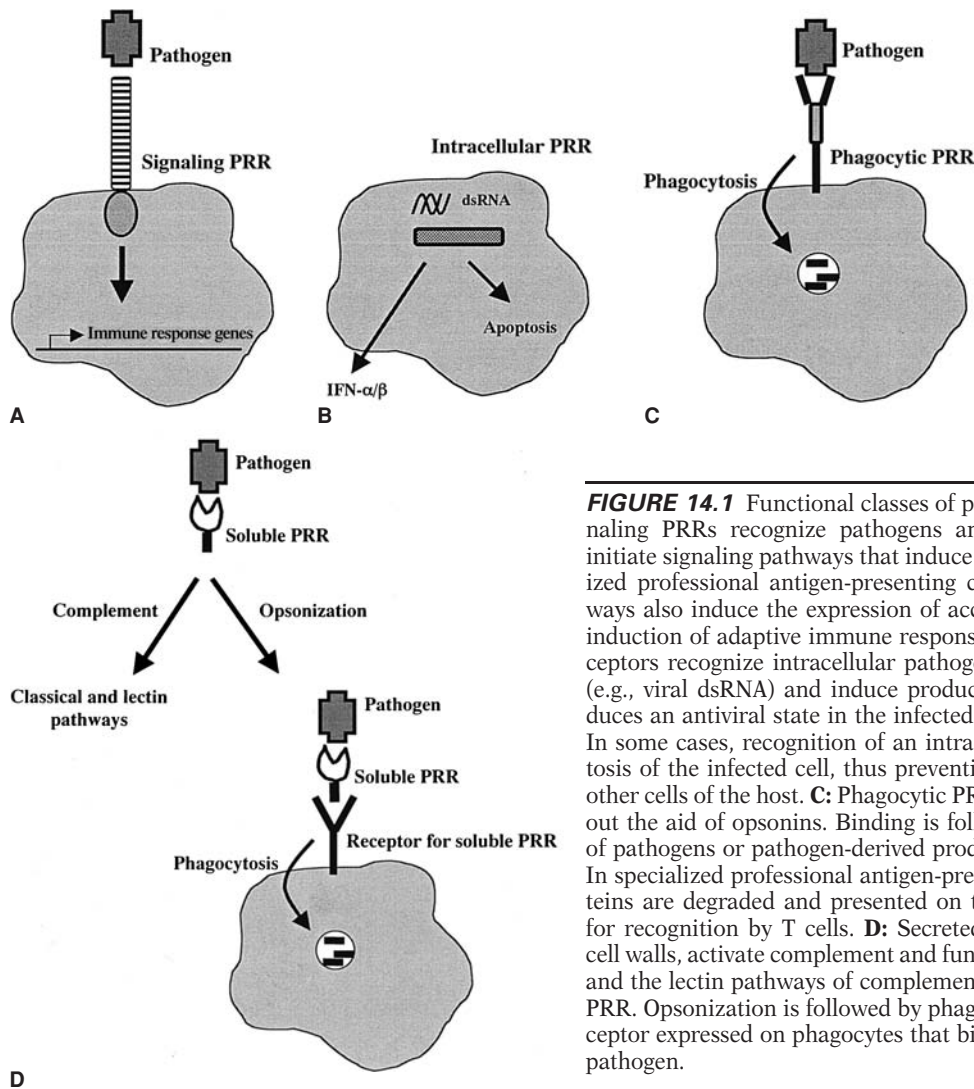 Pathogen
Signaling PRR
Immune response genes
A
Intracellular PRR
dsRNA
Apoptosis
IFN-α/β
B
Pathogen
Phagocytic PRR
Phagocytosis
C
Pathogen
Soluble PRR
Complement
Opsonization
Classical and lectin
pathways
Pathogen
Soluble PRR
Receptor for soluble PRR
Phagocytosis
D
FIGURE 14.1 Functional classes of p
naling PRRs recognize pathogens an
initiate signaling pathways that induce
ized professional antigen-presenting c
ways also induce the expression of acc
induction of adaptive immune respons
ceptors recognize intracellular pathoge
(e.g., viral dsRNA) and induce produc
duces an antiviral state in the infected
In some cases, recognition of an intra
tosis of the infected cell, thus preventi
other cells of the host. C: Phagocytic PR
out the aid of opsonins. Binding is foll
of pathogens or pathogen-derived prod
In specialized professional antigen-pre
teins are degraded and presented on t
for recognition by T cells. D: Secreted
cell walls, activate complement and fun
and the lectin pathways of complemen
PRR. Opsonization is followed by phag
ceptor expressed on phagocytes that bi
pathogen.